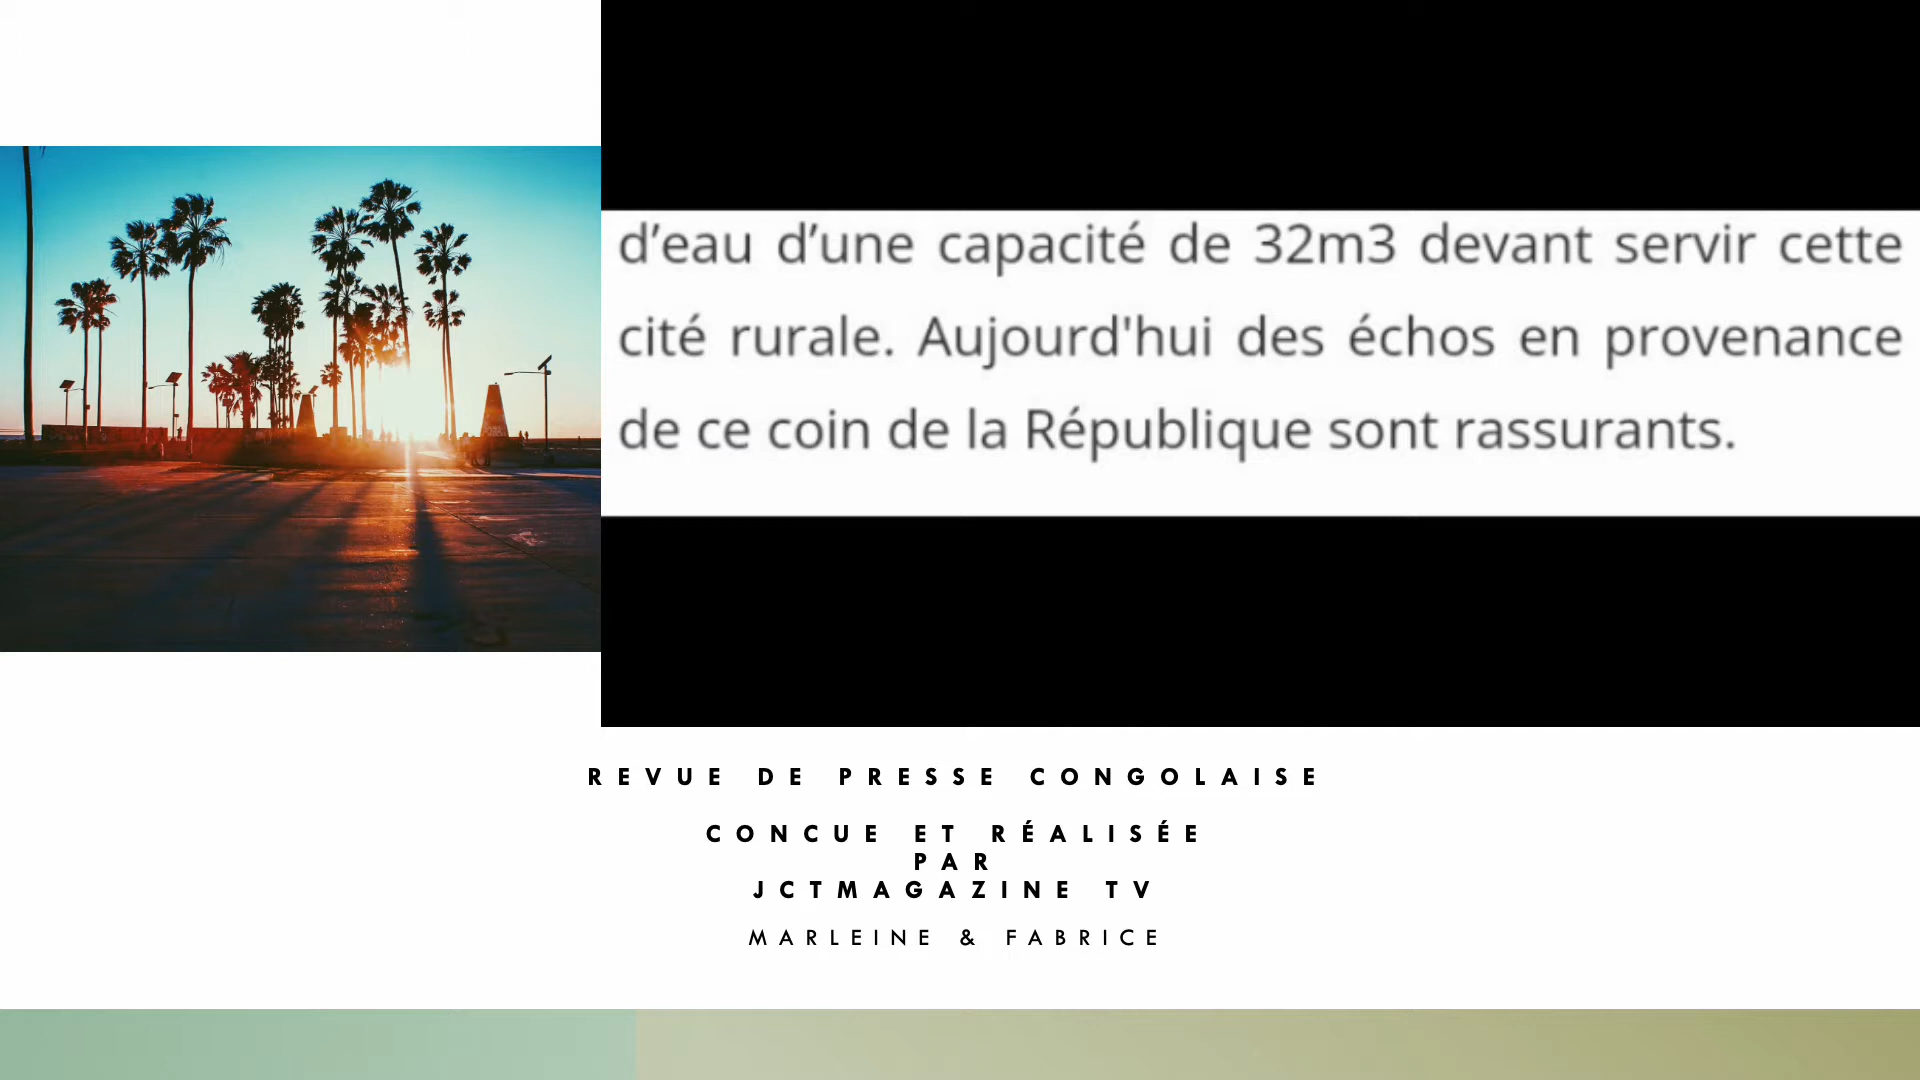 d’eau d’une capacité de 32m3 devant servir cette
cité rurale. Aujourd'hui des échos en provenance
de ce coin de la République sont rassurants.
REVUE DE PRESSE CONGOLAISE
CONCUE ET RÉALISÉE
PAR
JCTMAGAZINE TV
MARLEINE & FABRICE